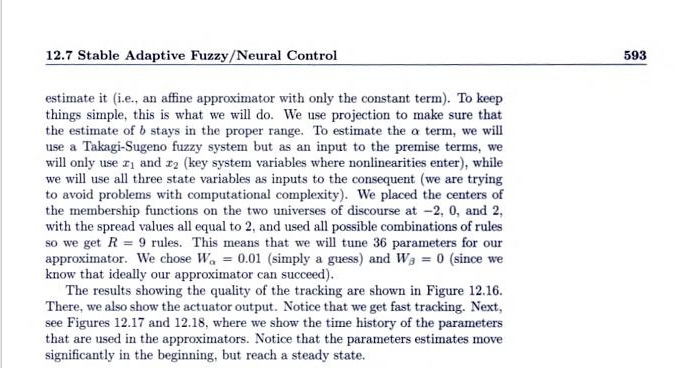 12.7 Stable Adaptive Fuzzy/Neural Control 593
estimate it (i.e., an affine approximator with only the constant term). To keep
things simple, this is what we will do. We use projection to make sure that
the estimate of b stays in the proper range. To estimate the α term, we will
use a Takagi-Sugeno fuzzy system but as an input to the premise terms, we
will only use x₁ and x₂ (key system variables where nonlinearities enter), while
we will use all three state variables as inputs to the consequent (we are trying
to avoid problems with computational complexity). We placed the centers of
the membership functions on the two universes of discourse at −2, 0, and 2,
with the spread values all equal to 2, and used all possible combinations of rules
so we get R = 9 rules. This means that we will tune 36 parameters for our
approximator. We chose Wα = 0.01 (simply a guess) and Wβ = 0 (since we
know that ideally our approximator can succeed).
The results showing the quality of the tracking are shown in Figure 12.16.
There, we also show the actuator output. Notice that we get fast tracking. Next,
see Figures 12.17 and 12.18, where we show the time history of the parameters
that are used in the approximators. Notice that the parameters estimates move
significantly in the beginning, but reach a steady state.